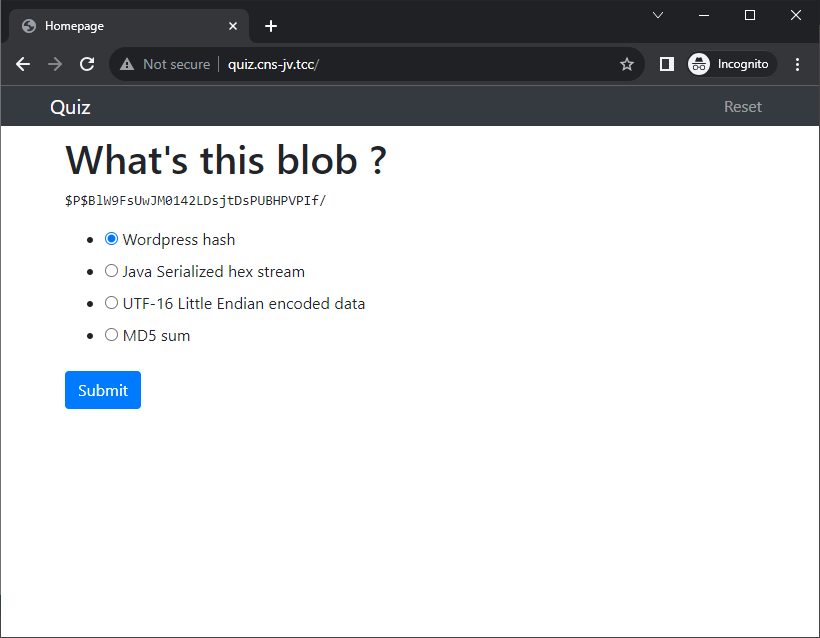 Homepage
Not secure
quiz.cns-jv.tcc/
Incognito
Quiz
Reset
What's this blob ?
$P$BlW9FsUwJM0142LDsjtDsPUBHPVPIf/
Wordpress hash
Java Serialized hex stream
UTF-16 Little Endian encoded data
MD5 sum
Submit